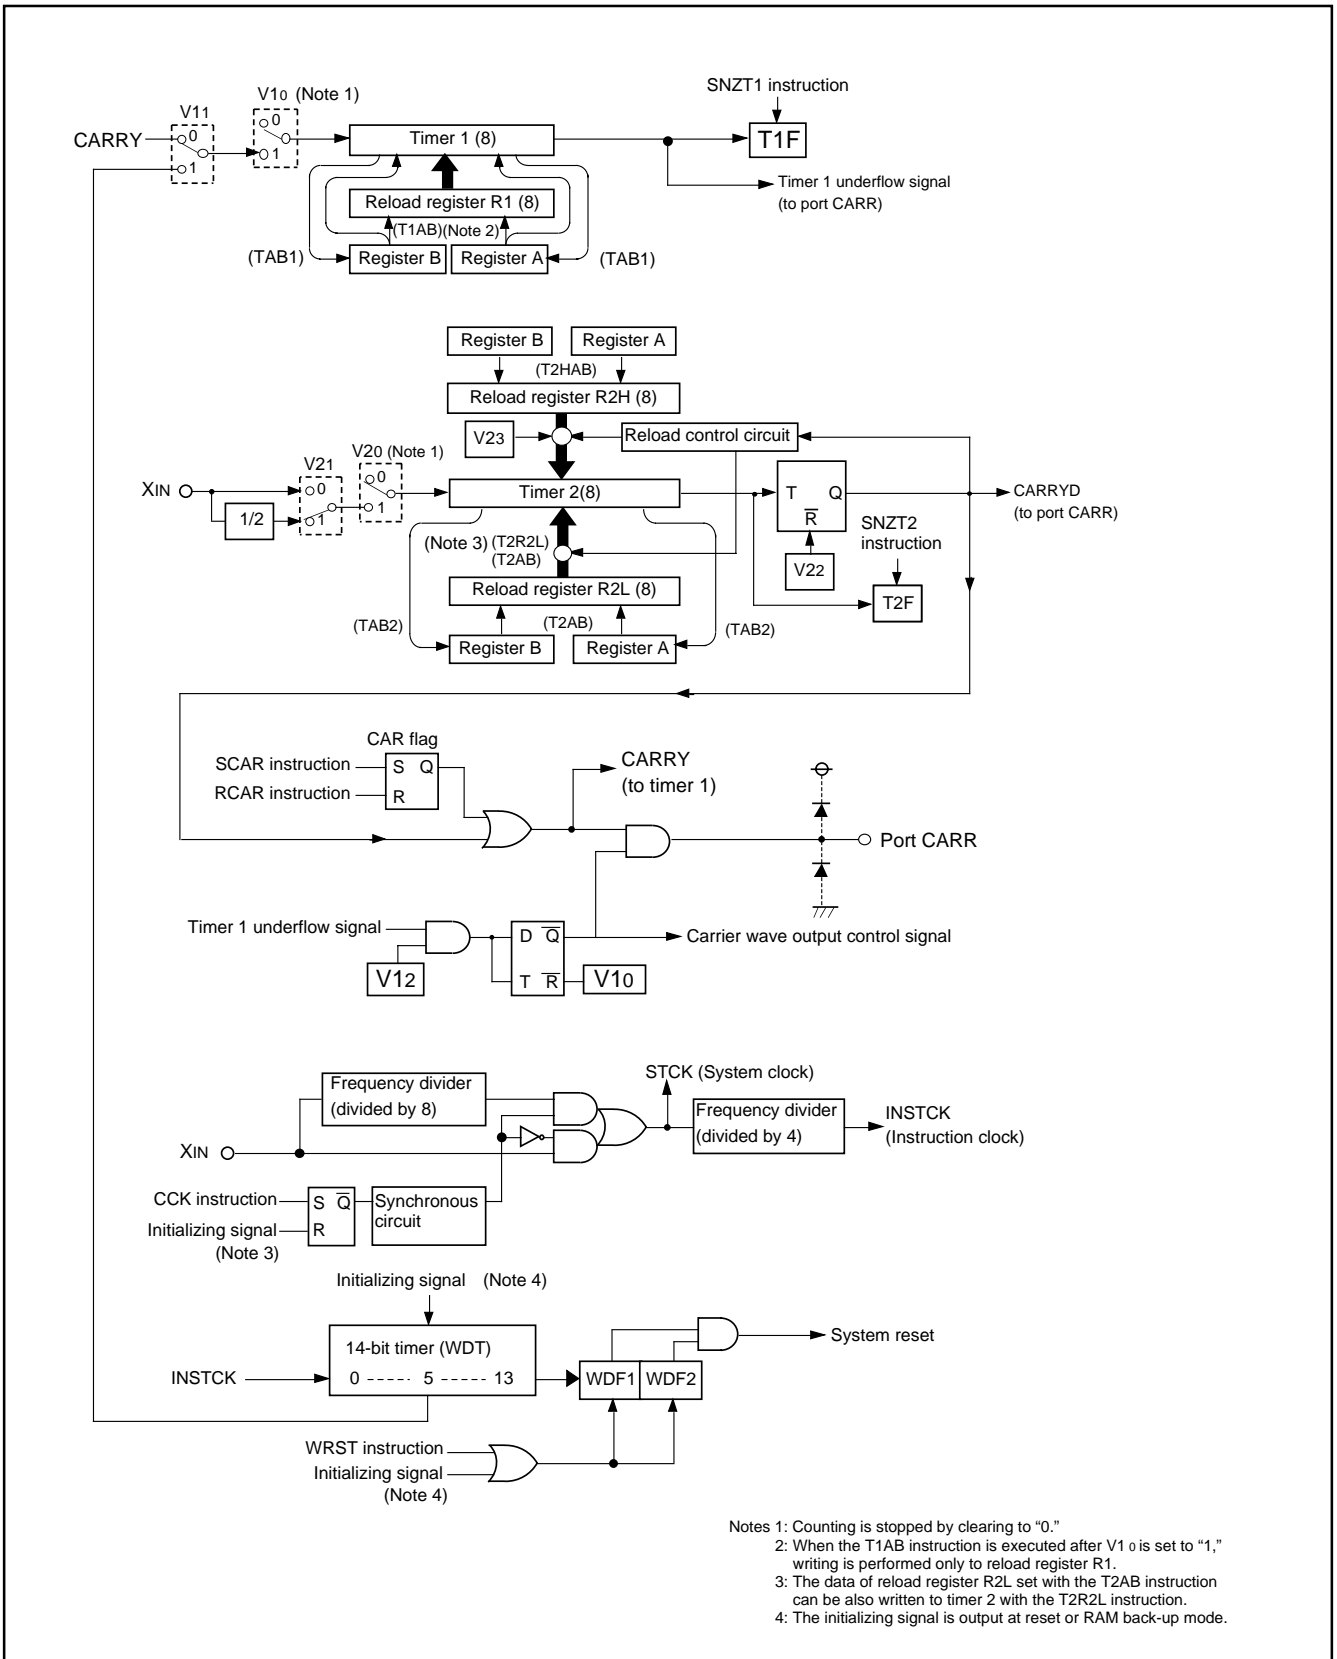 SNZT1 instruction
V10 (Note 1)
V11
CARRY
0
1
0
1
Timer 1 (8)
T1F
Timer 1 underflow signal
(to port CARR)
Reload register R1 (8)
(T1AB)(Note 2)
(TAB1)
Register B
Register A
(TAB1)
Register B
Register A
(T2HAB)
Reload register R2H (8)
V23
Reload control circuit
V20 (Note 1)
V21
XIN
0
1
0
1
1/2
Timer 2(8)
T Q
R
V22
CARRYD
(to port CARR)
SNZT2
instruction
T2F
(Note 3) (T2R2L)
(T2AB)
Reload register R2L (8)
(TAB2)
(T2AB)
(TAB2)
Register B
Register A
CAR flag
SCAR instruction
RCAR instruction
S Q
R
CARRY
(to timer 1)
Port CARR
Timer 1 underflow signal
V12
D Q
T R
V10
Carrier wave output control signal
STCK (System clock)
Frequency divider
(divided by 8)
Frequency divider
(divided by 4)
INSTCK
(Instruction clock)
XIN
CCK instruction
Initializing signal
(Note 3)
S Q
R
Synchronous
circuit
Initializing signal (Note 4)
14-bit timer (WDT)
0 ----- 5 ----- 13
INSTCK
WDF1
WDF2
System reset
WRST instruction
Initializing signal
(Note 4)
Notes 1: Counting is stopped by clearing to “0.”
2: When the T1AB instruction is executed after V1 0 is set to “1,”
writing is performed only to reload register R1.
3: The data of reload register R2L set with the T2AB instruction
can be also written to timer 2 with the T2R2L instruction.
4: The initializing signal is output at reset or RAM back-up mode.